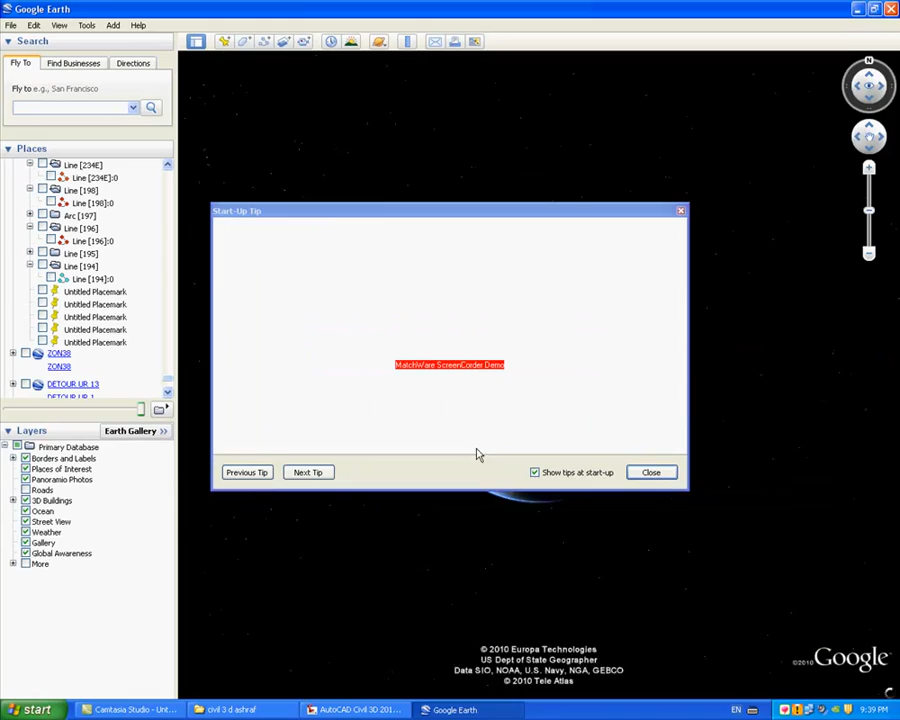 Google Earth
File Edit View Tools Add Help
Search
Fly To Find Businesses Directions
Fly to e.g., San Francisco
Places
Line [234E]
Line [234E]:0
Line [198]
Line [198]:0
Arc [197]
Line [196]
Line [196]:0
Line [195]
Line [194]
Line [194]:0
Untitled Placemark
Untitled Placemark
Untitled Placemark
Untitled Placemark
Untitled Placemark
ZON38
ZON38
DETOUR UR 13
DETOUR UR 1
Layers Earth Gallery >>
Primary Database
Borders and Labels
Places of Interest
Panoramio Photos
Roads
3D Buildings
Ocean
Street View
Weather
Gallery
Global Awareness
More
N
Start-Up Tip
MatchWare ScreenCorder Demo
Previous Tip Next Tip Show tips at start-up Close
© 2010 Europa Technologies
US Dept of State Geographer
Data SIO, NOAA, U.S. Navy, NGA, GEBCO
© 2010 Tele Atlas
©2010 Google
start Camtasia Studio - Unt... civil 3 d ashraf AutoCAD Civil 3D 201... Google Earth EN 9:39 PM